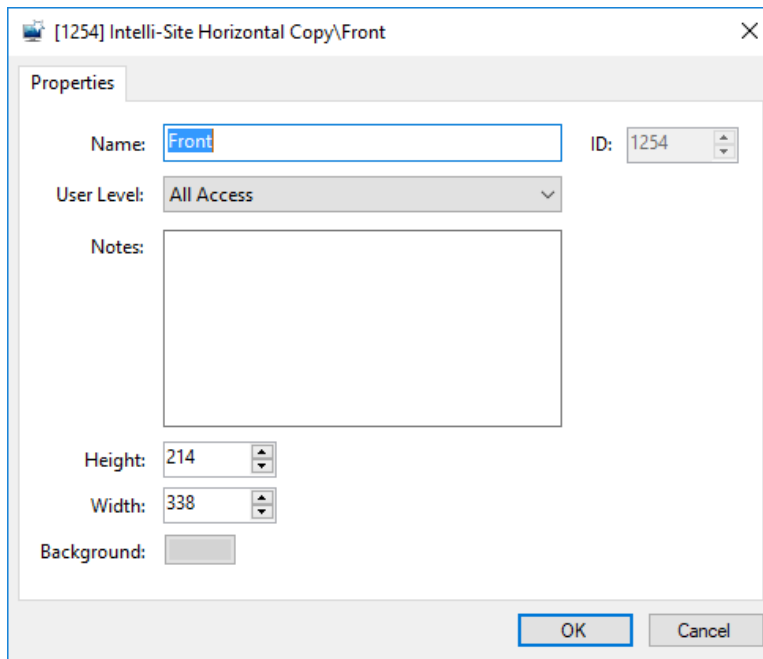 [1254] Intelli-Site Horizontal Copy\Front
Properties
Name: Front ID: 1254
User Level: All Access
Notes:
Height: 214
Width: 338
Background:
OK Cancel